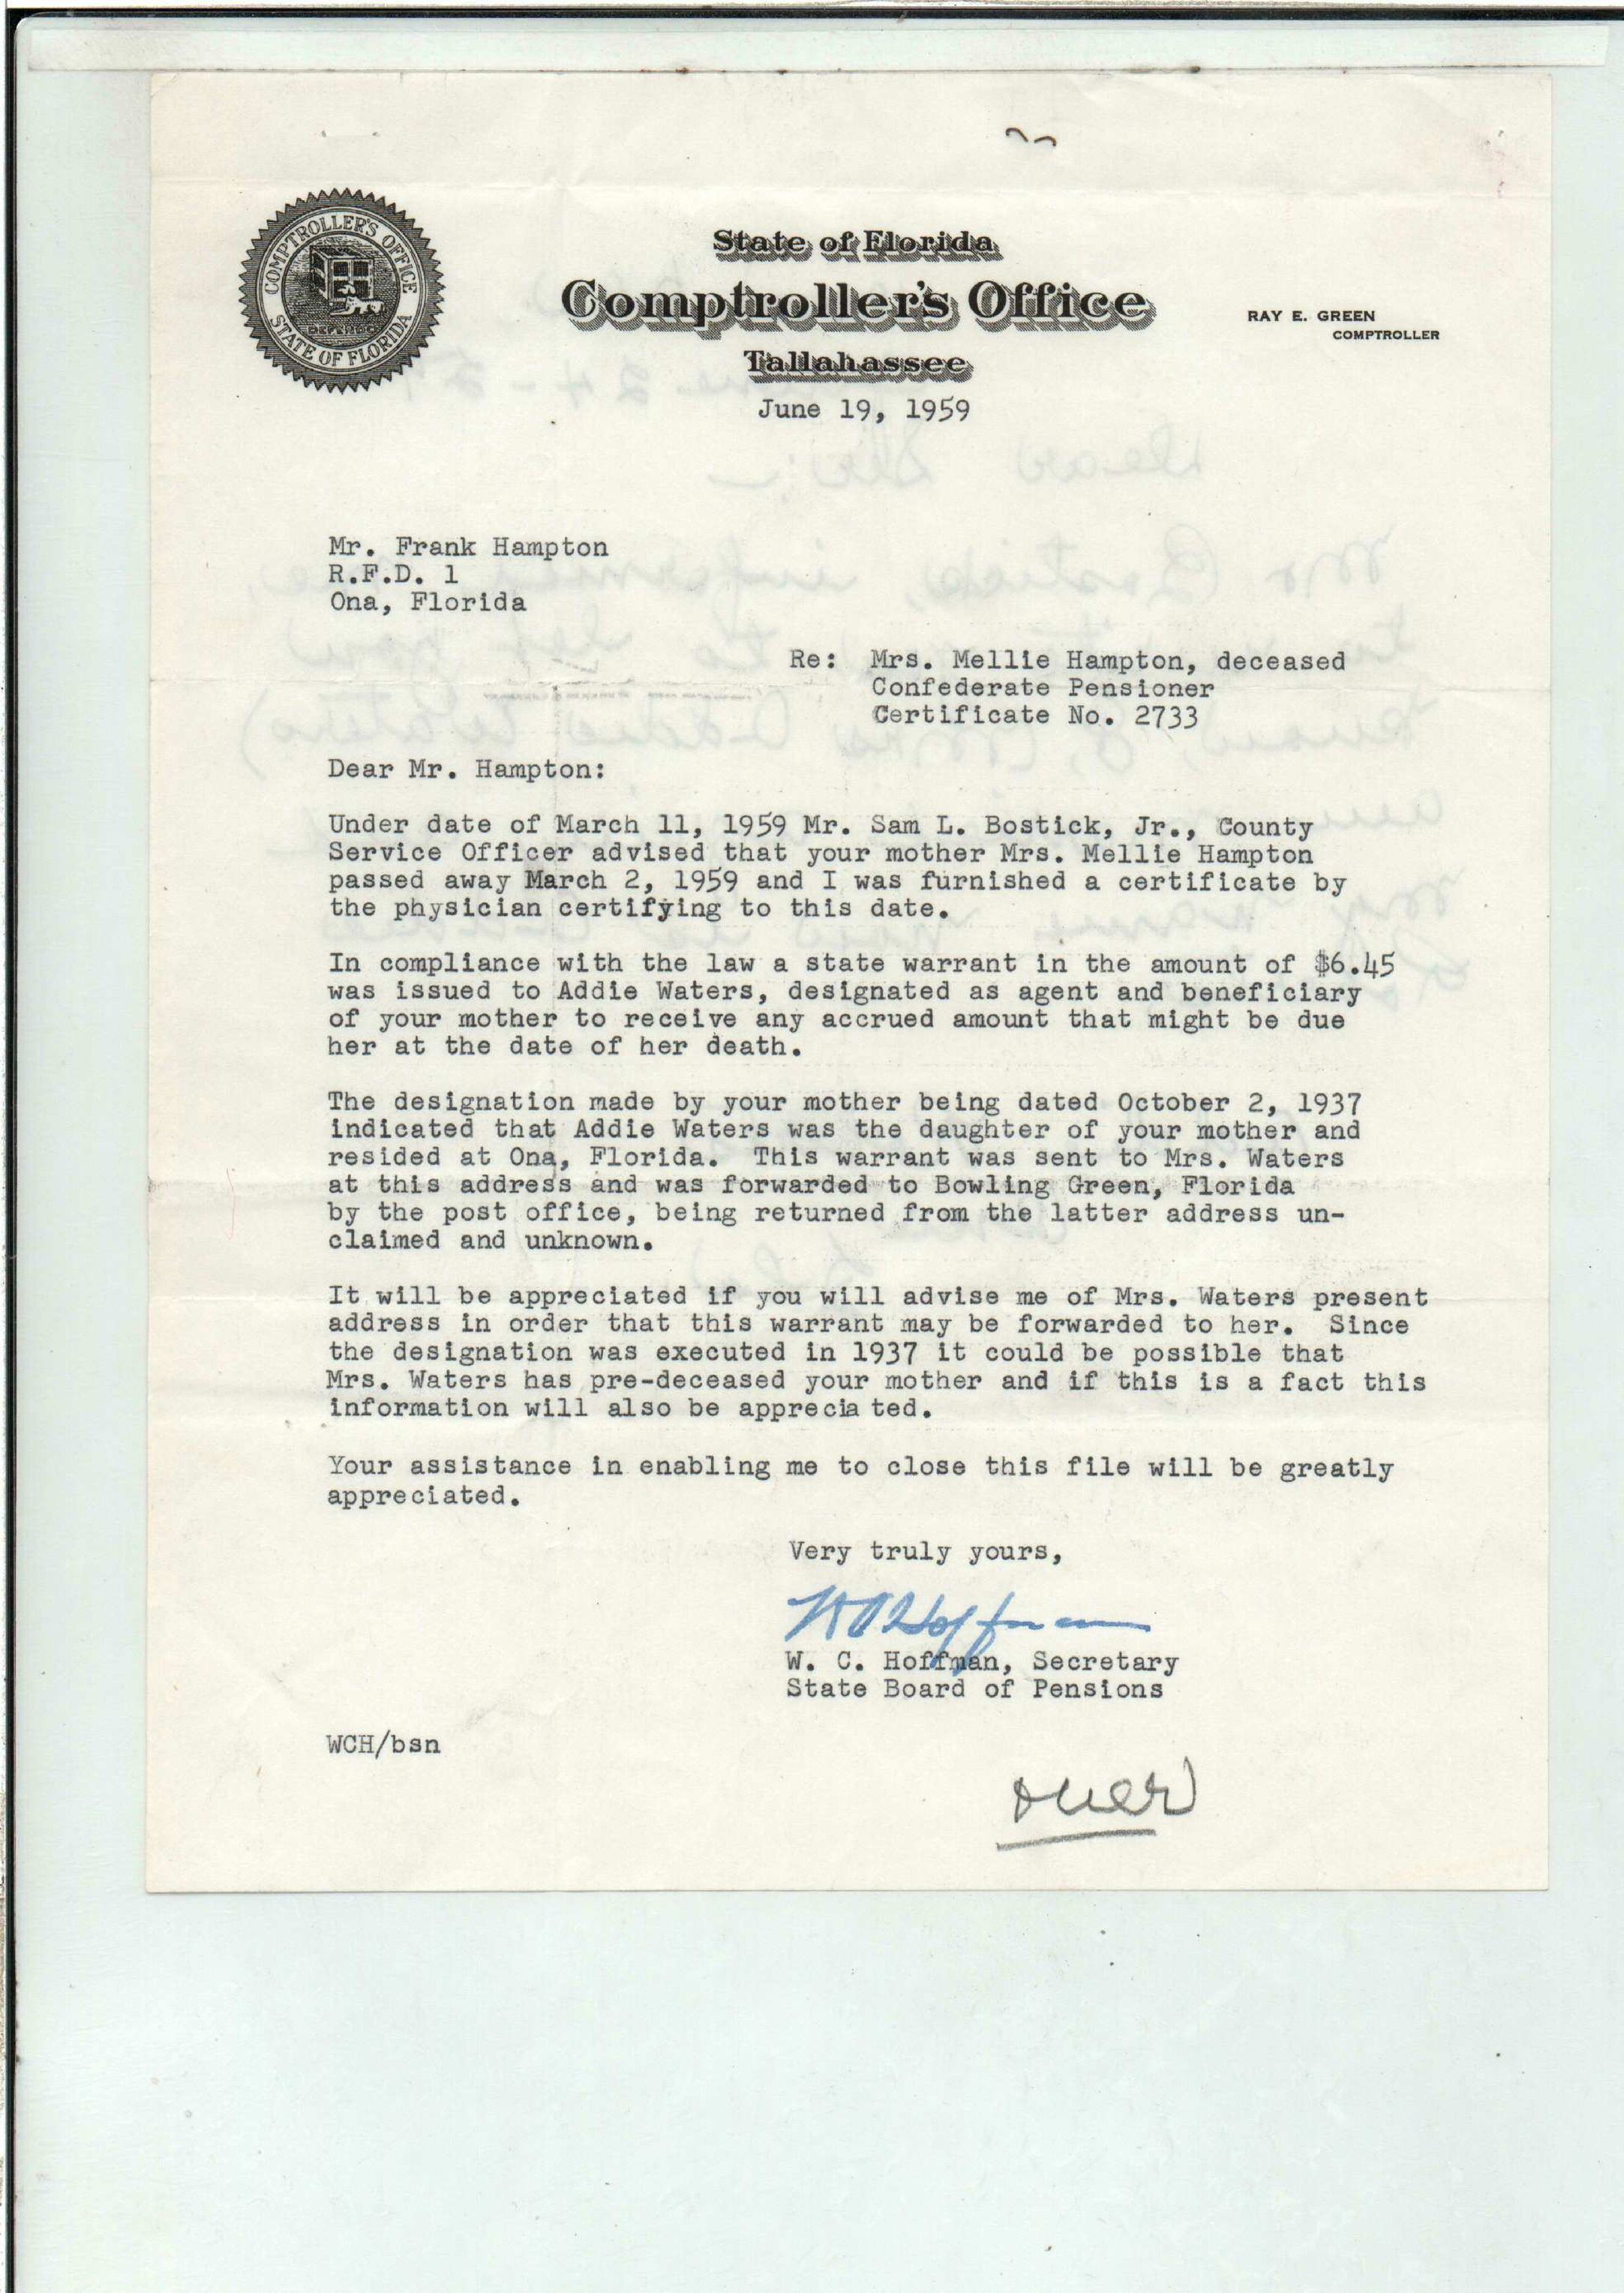 COMPTROLLER'S OFFICE
DEFENDO
STATE OF FLORIDA
State of Florida
Comptroller's Office
Tallahassee
RAY E. GREEN
COMPTROLLER
June 19, 1959
Mr. Frank Hampton
R.F.D. 1
Ona, Florida
Re: Mrs. Mellie Hampton, deceased
Confederate Pensioner
Certificate No. 2733
Dear Mr. Hampton:
Under date of March 11, 1959 Mr. Sam L. Bostick, Jr., County
Service Officer advised that your mother Mrs. Mellie Hampton
passed away March 2, 1959 and I was furnished a certificate by
the physician certifying to this date.
In compliance with the law a state warrant in the amount of $6.45
was issued to Addie Waters, designated as agent and beneficiary
of your mother to receive any accrued amount that might be due
her at the date of her death.
The designation made by your mother being dated October 2, 1937
indicated that Addie Waters was the daughter of your mother and
resided at Ona, Florida. This warrant was sent to Mrs. Waters
at this address and was forwarded to Bowling Green, Florida
by the post office, being returned from the latter address un-
claimed and unknown.
It will be appreciated if you will advise me of Mrs. Waters present
address in order that this warrant may be forwarded to her. Since
the designation was executed in 1937 it could be possible that
Mrs. Waters has pre-deceased your mother and if this is a fact this
information will also be apprecia ted.
Your assistance in enabling me to close this file will be greatly
appreciated.
Very truly yours,
W C Hoffman
W. C. Hoffman, Secretary
State Board of Pensions
WCH/bsn
over